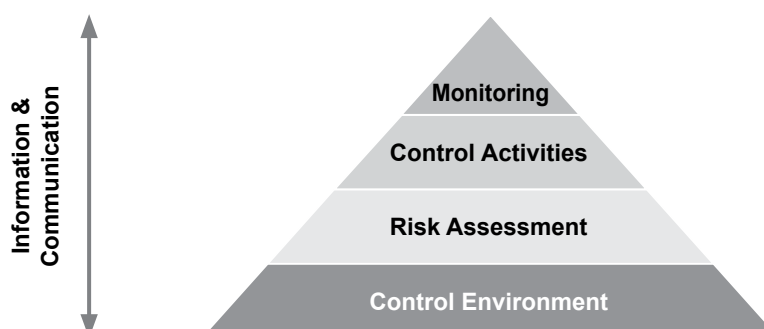 Information &
Communication
Monitoring
Control Activities
Risk Assessment
Control Environment